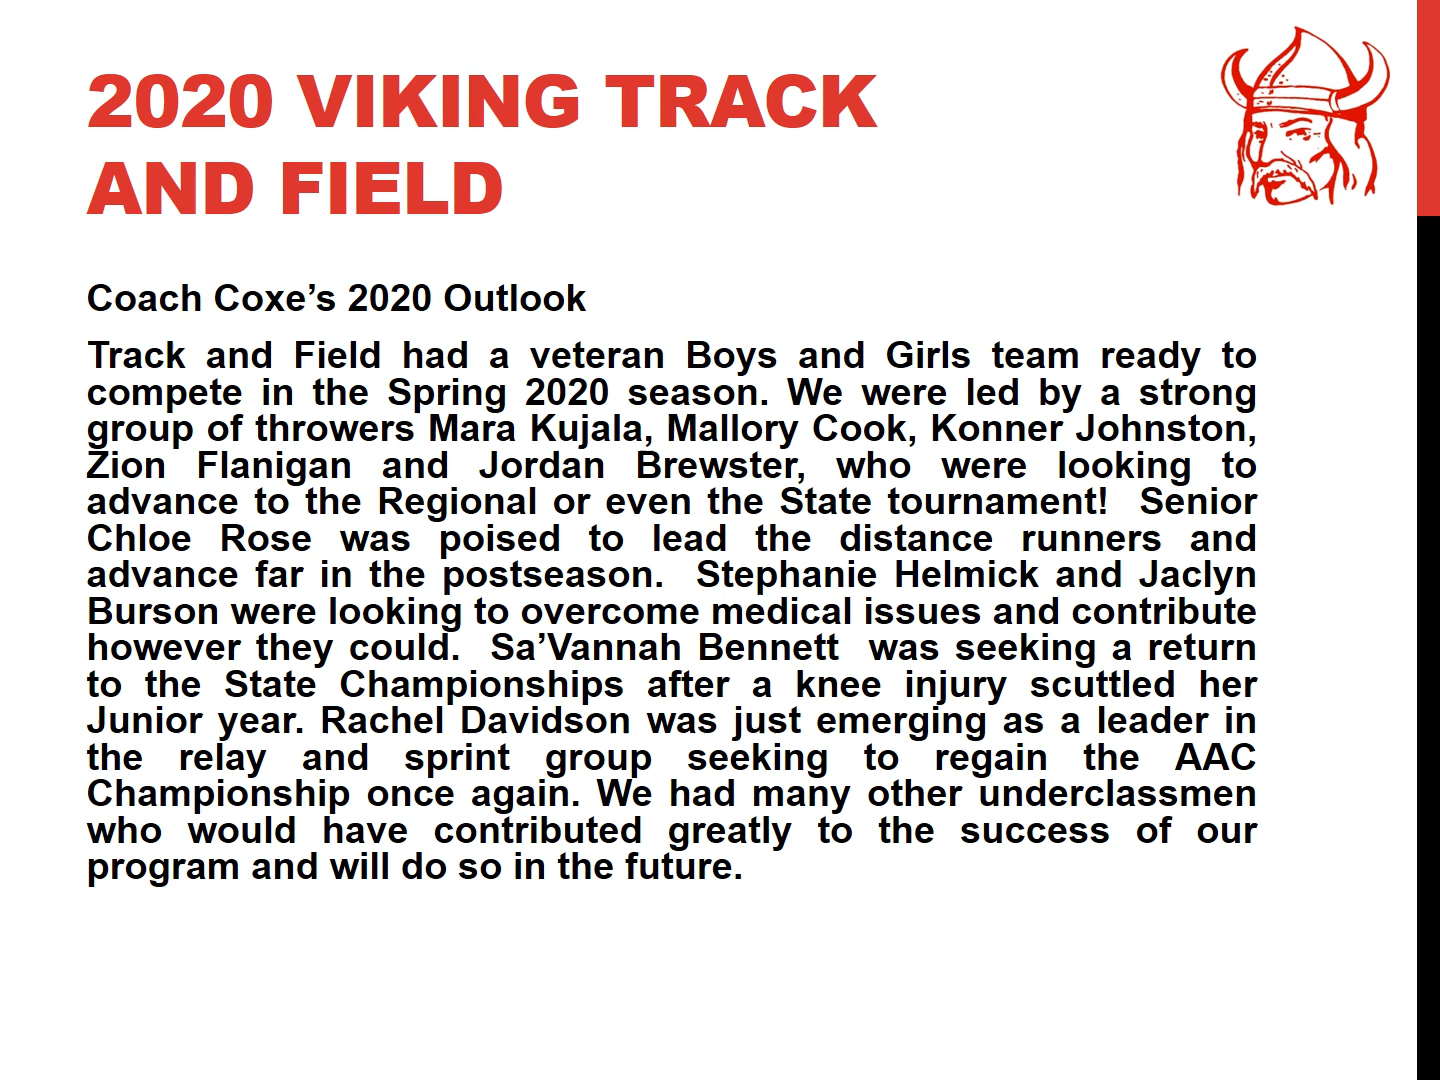 2020 VIKING TRACK
AND FIELD
Coach Coxe’s 2020 Outlook
Track and Field had a veteran Boys and Girls team ready to
compete in the Spring 2020 season. We were led by a strong
group of throwers Mara Kujala, Mallory Cook, Konner Johnston,
Zion Flanigan and Jordan Brewster, who were looking to
advance to the Regional or even the State tournament!  Senior
Chloe Rose was poised to lead the distance runners and
advance far in the postseason.  Stephanie Helmick and Jaclyn
Burson were looking to overcome medical issues and contribute
however they could.  Sa’Vannah Bennett  was seeking a return
to the State Championships after a knee injury scuttled her
Junior year. Rachel Davidson was just emerging as a leader in
the relay and sprint group seeking to regain the AAC
Championship once again. We had many other underclassmen
who would have contributed greatly to the success of our
program and will do so in the future.